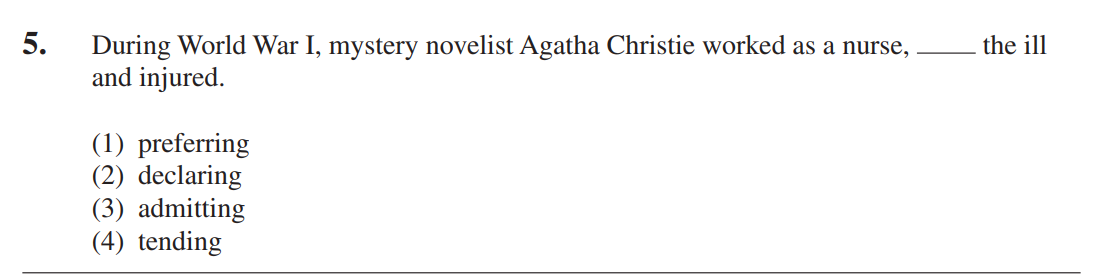 5. During World War I, mystery novelist Agatha Christie worked as a nurse, _____ the ill
and injured.
(1) preferring
(2) declaring
(3) admitting
(4) tending